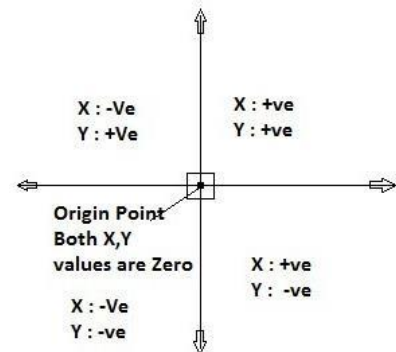 X : -Ve
Y : +Ve
X : +ve
Y : +ve
Origin Point
Both X,Y
values are Zero
X : +ve
Y : -ve
X : -Ve
Y : -ve